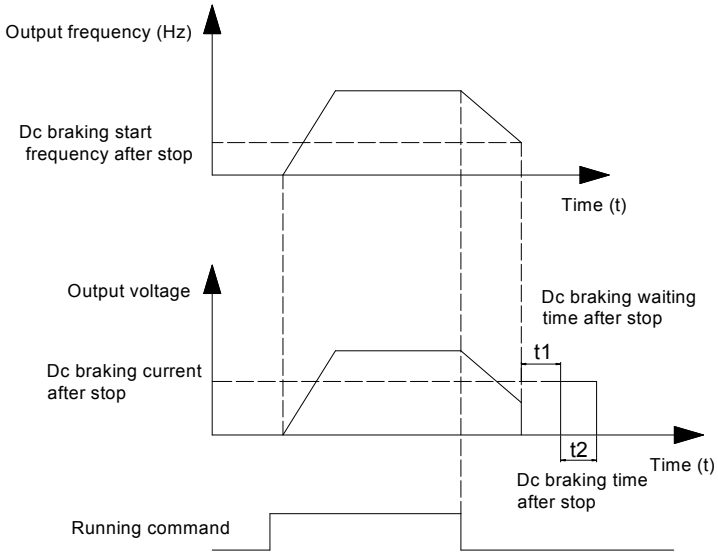 Output frequency (Hz)
Dc braking start
frequency after stop
Time (t)
Output voltage
Dc braking waiting
time after stop
t1
Dc braking current
after stop
t2
Time (t)
Dc braking time
after stop
Running command